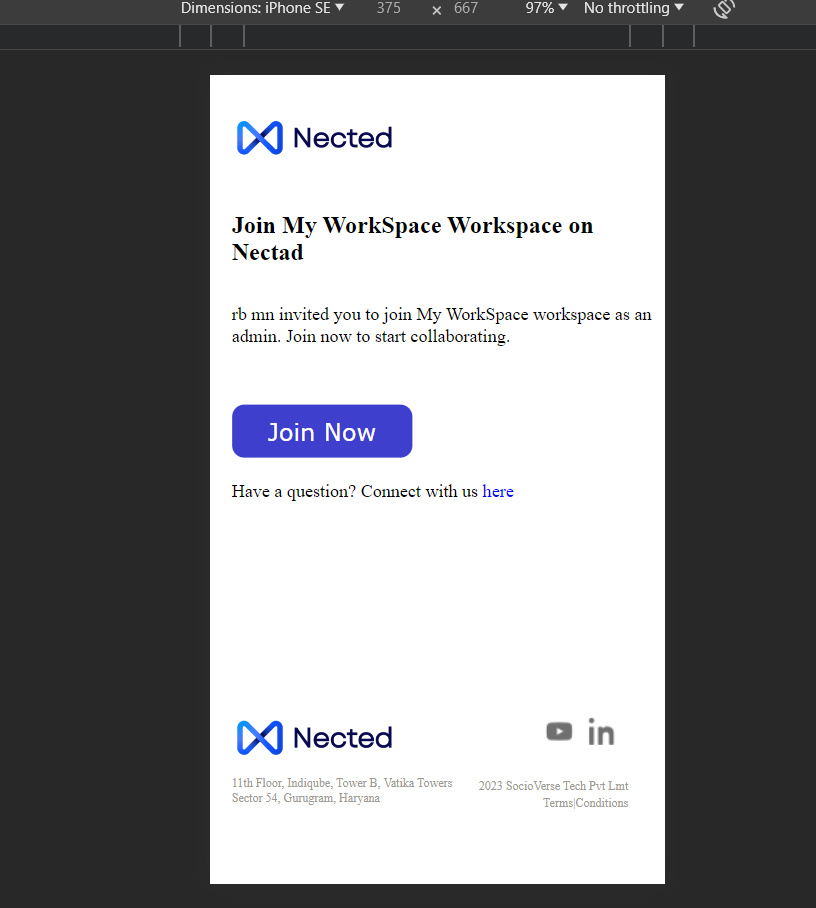 Dimensions: iPhone SE 375 × 667 97% No throttling
Nected
Join My WorkSpace Workspace on
Nectad
rb mn invited you to join My WorkSpace workspace as an
admin. Join now to start collaborating.
Join Now
Have a question? Connect with us here
Nected
in
11th Floor, Indiqube, Tower B, Vatika Towers
Sector 54, Gurugram, Haryana
2023 SocioVerse Tech Pvt Lmt
Terms|Conditions